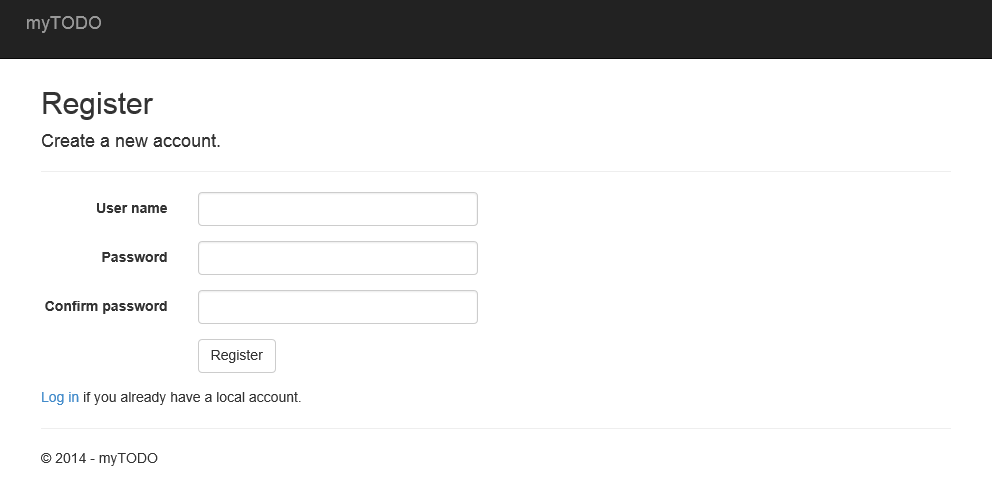 myTODO
Register
Create a new account.
User name
Password
Confirm password
Register
Log in if you already have a local account.
© 2014 - myTODO